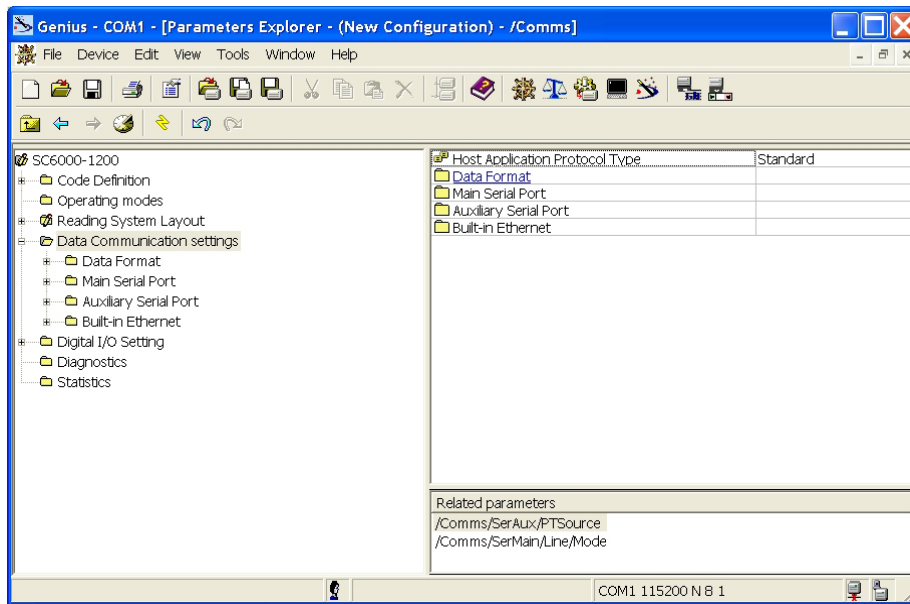 Genius - COM1 - [Parameters Explorer - (New Configuration) - /Comms]
File Device Edit View Tools Window Help
SC6000-1200
Code Definition
Operating modes
Reading System Layout
Data Communication settings
Data Format
Main Serial Port
Auxiliary Serial Port
Built-in Ethernet
Digital I/O Setting
Diagnostics
Statistics
Host Application Protocol Type Standard
Data Format
Main Serial Port
Auxiliary Serial Port
Built-in Ethernet
Related parameters
/Comms/SerAux/PTSource
/Comms/SerMain/Line/Mode
COM1 115200 N 8 1